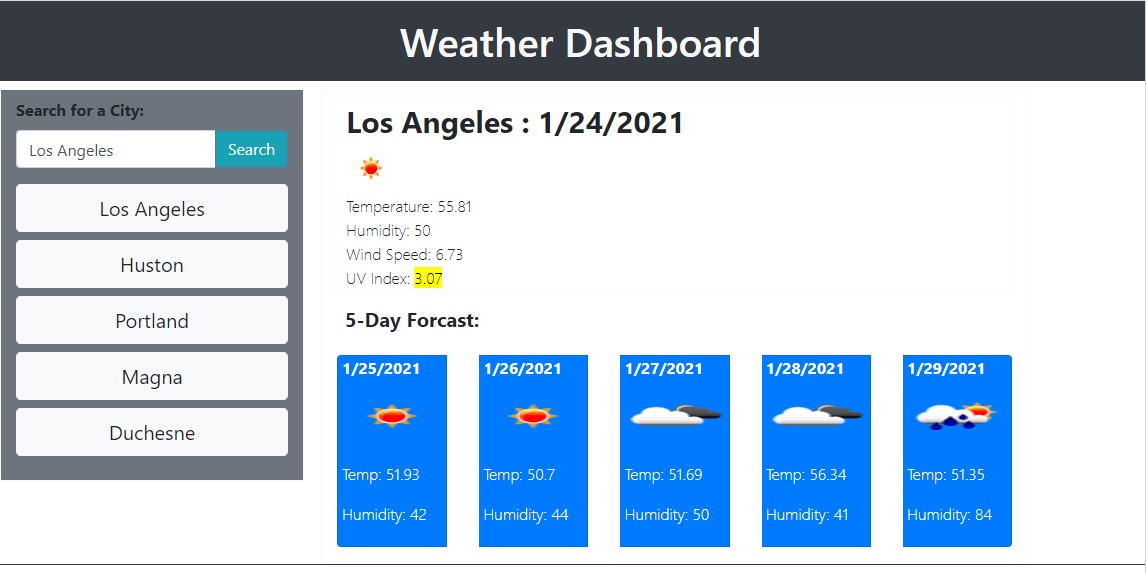 Weather Dashboard
Search for a City:
Los Angeles Search
Los Angeles
Huston
Portland
Magna
Duchesne
Los Angeles : 1/24/2021
Temperature: 55.81
Humidity: 50
Wind Speed: 6.73
UV Index: 3.07
5-Day Forcast:
1/25/2021
Temp: 51.93
Humidity: 42
1/26/2021
Temp: 50.7
Humidity: 44
1/27/2021
Temp: 51.69
Humidity: 50
1/28/2021
Temp: 56.34
Humidity: 41
1/29/2021
Temp: 51.35
Humidity: 84